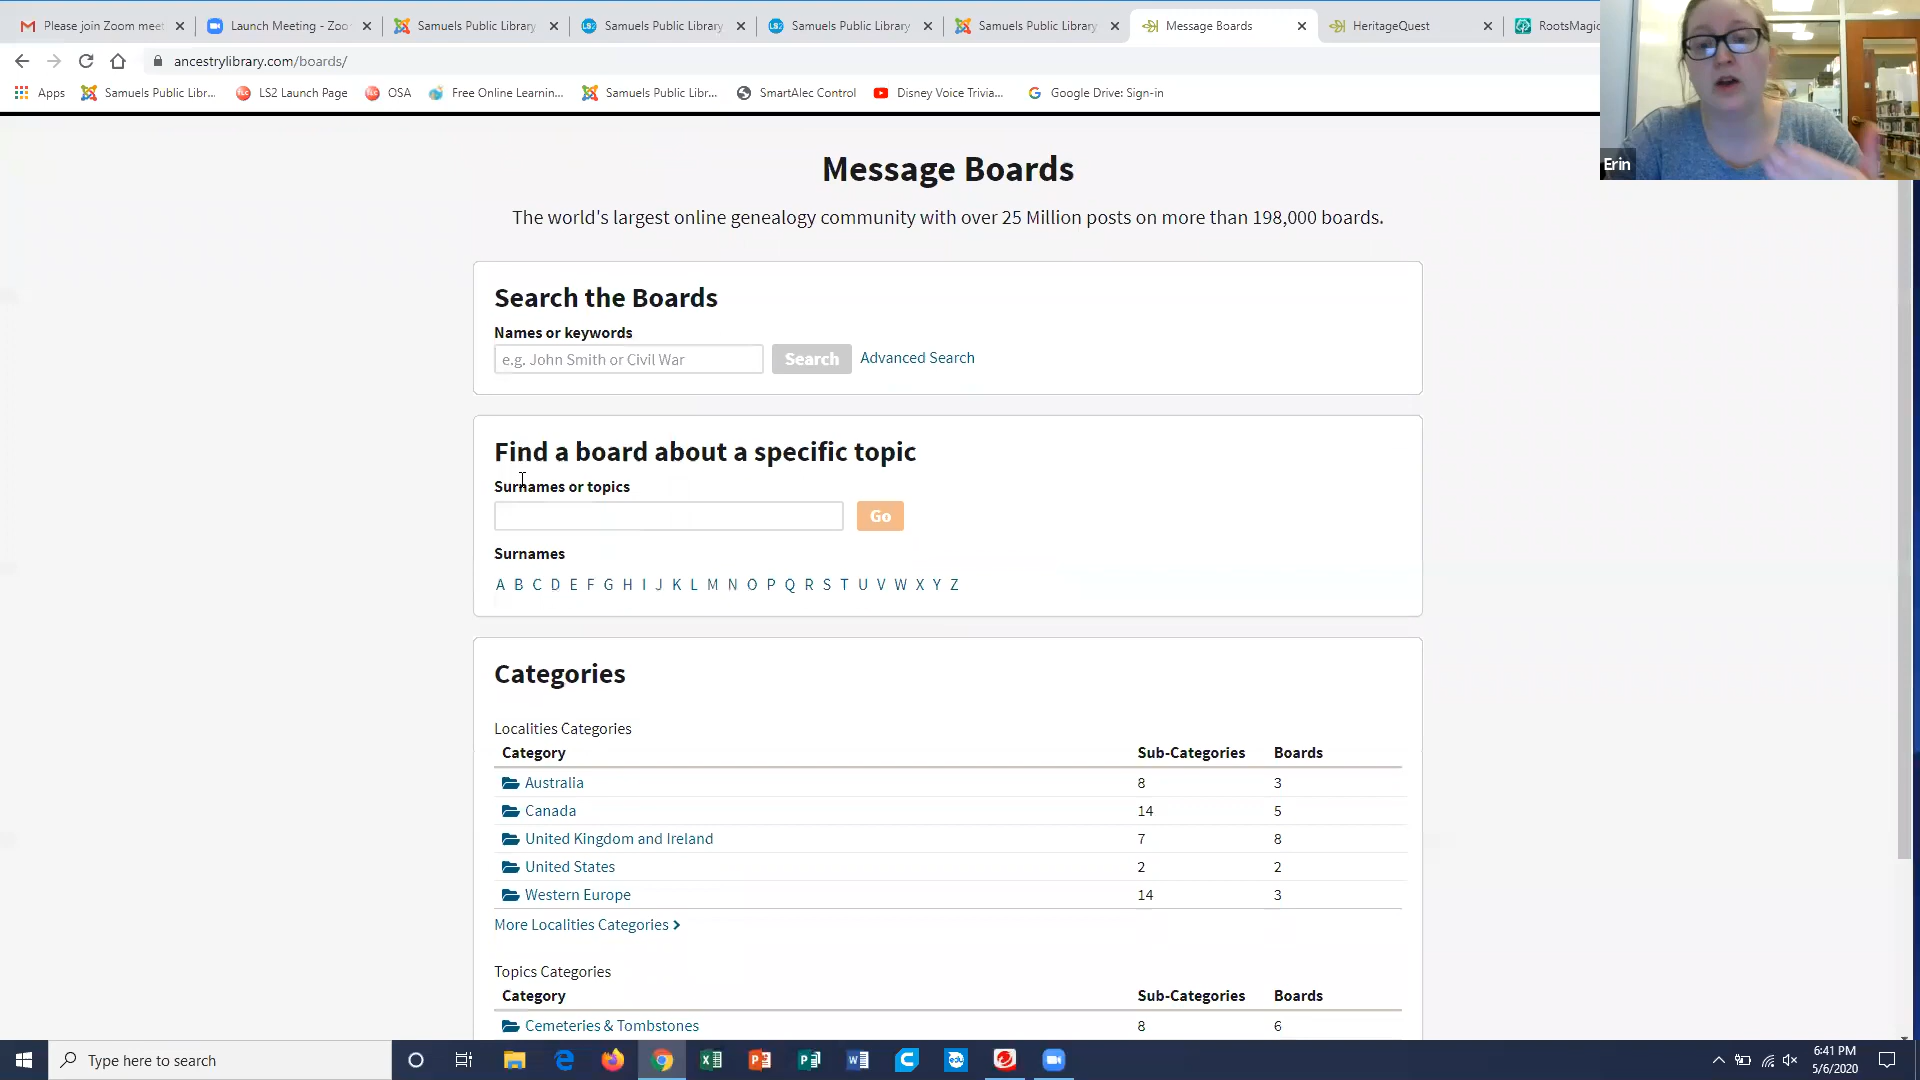 Please join Zoom meet
Launch Meeting - Zoo
Samuels Public Library
Samuels Public Library
Samuels Public Library
Samuels Public Library
Message Boards
HeritageQuest
RootsMagic
ancestrylibrary.com/boards/
Apps
Samuels Public Libr...
LS2 Launch Page
OSA
Free Online Learnin...
Samuels Public Libr...
SmartAlec Control
Disney Voice Trivia...
Google Drive: Sign-in
Erin
Message Boards
The world's largest online genealogy community with over 25 Million posts on more than 198,000 boards.
Search the Boards
Names or keywords
e.g. John Smith or Civil War
Search
Advanced Search
Find a board about a specific topic
Surnames or topics
Go
Surnames
A B C D E F G H I J K L M N O P Q R S T U V W X Y Z
Categories
Localities Categories
Category Sub-Categories Boards
Australia 8 3
Canada 14 5
United Kingdom and Ireland 7 8
United States 2 2
Western Europe 14 3
More Localities Categories
Topics Categories
Category Sub-Categories Boards
Cemeteries & Tombstones 8 6
Type here to search
6:41 PM
5/6/2020